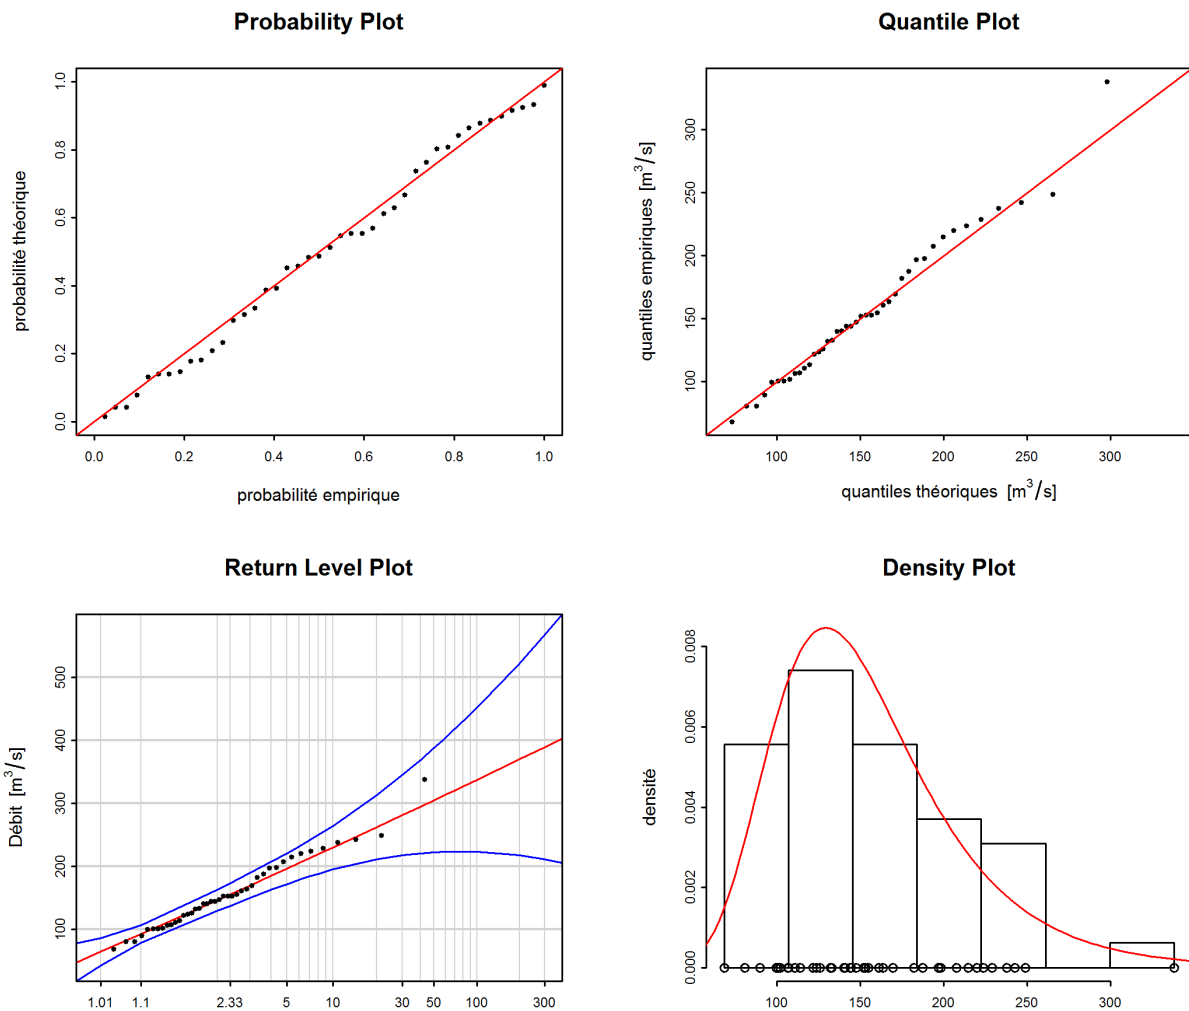 Probability Plot
probabilité théorique
0.0 0.2 0.4 0.6 0.8 1.0
0.0 0.2 0.4 0.6 0.8 1.0
probabilité empirique
Quantile Plot
quantiles empiriques [m³/s]
100 150 200 250 300
100 150 200 250 300
quantiles théoriques [m³/s]
Return Level Plot
Débit [m³/s]
100 200 300 400 500
1.01 1.1 2.33 5 10 30 50 100 300
Density Plot
densité
0.000 0.002 0.004 0.006 0.008
100 150 200 250 300